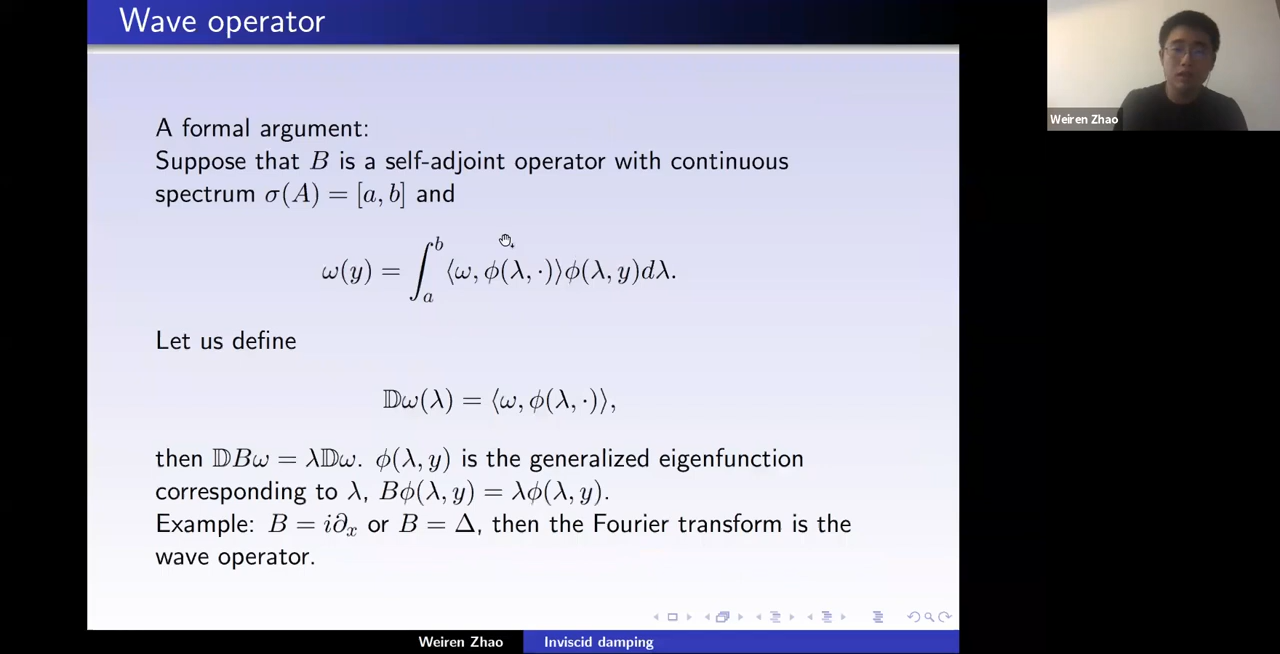 Wave operator
Weiren Zhao
A formal argument:
Suppose that B is a self-adjoint operator with continuous
spectrum σ(A) = [a, b] and
ω(y) = ∫_a^b ⟨ω, ϕ(λ, ·)⟩ϕ(λ, y)dλ.
Let us define
𝔻ω(λ) = ⟨ω, ϕ(λ, ·)⟩,
then 𝔻Bω = λ𝔻ω. ϕ(λ, y) is the generalized eigenfunction
corresponding to λ, Bϕ(λ, y) = λϕ(λ, y).
Example: B = i∂ₓ or B = Δ, then the Fourier transform is the
wave operator.
Weiren Zhao Inviscid damping